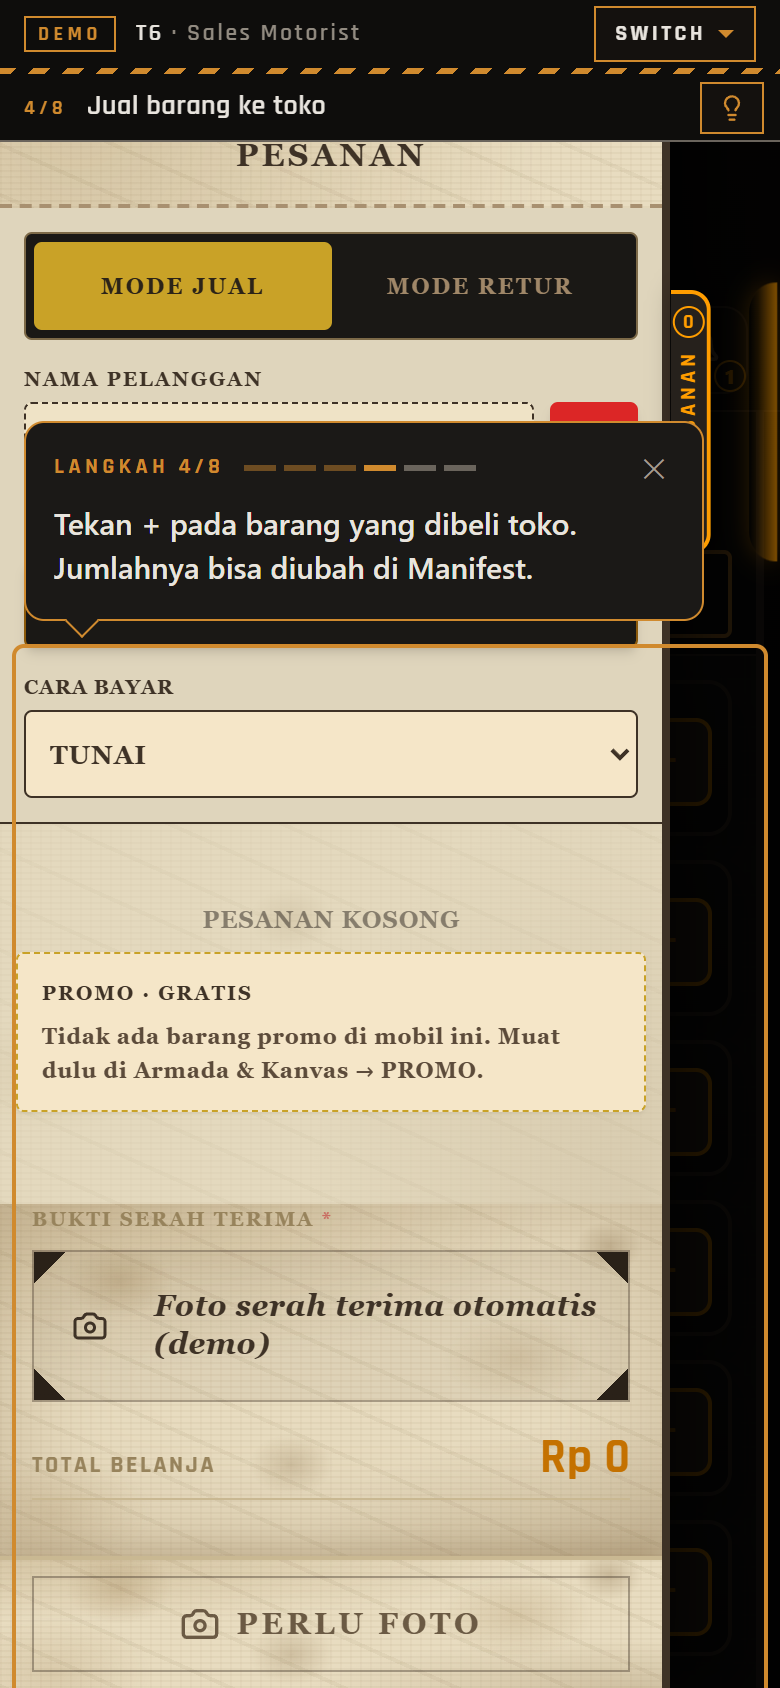 DEMO T6 · Sales Motorist SWITCH
4/8 Jual barang ke toko
PESANAN
MODE JUAL MODE RETUR
0
1
NAMA PELANGGAN
LANGKAH 4/8
Tekan + pada barang yang dibeli toko.
Jumlahnya bisa diubah di Manifest.
CARA BAYAR
TUNAI
PESANAN KOSONG
PROMO · GRATIS
Tidak ada barang promo di mobil ini. Muat
dulu di Armada & Kanvas → PROMO.
BUKTI SERAH TERIMA *
Foto serah terima otomatis
(demo)
TOTAL BELANJA Rp 0
PERLU FOTO